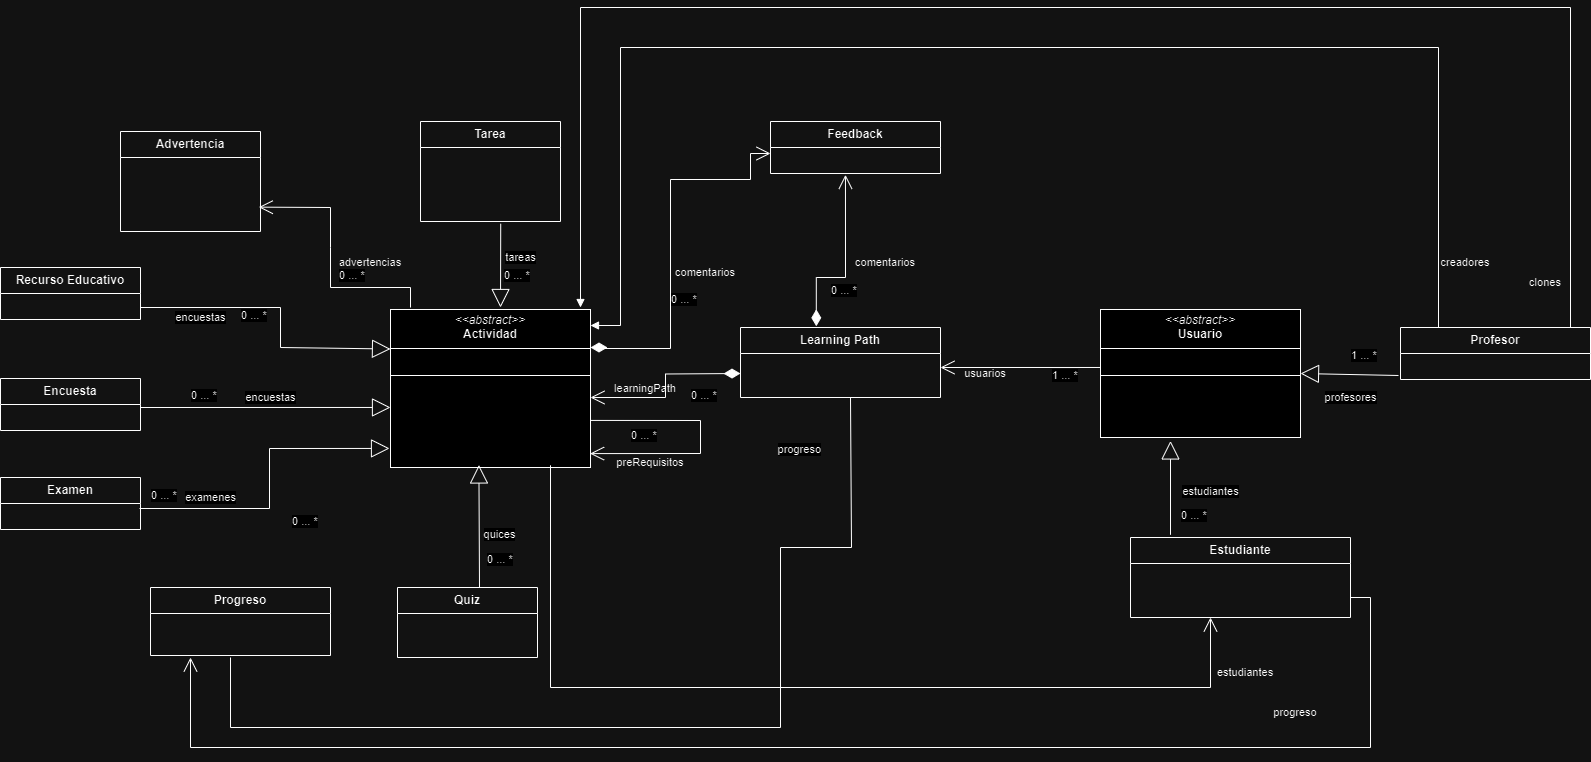 Tarea
Feedback
Advertencia
tareas
0 ... *
advertencias
0 ... *
comentarios
0 ... *
comentarios
0 ... *
creadores
clones
Recurso Educativo
encuestas
0 ... *
<<abstract>>
Actividad
Learning Path
<<abstract>>
Usuario
Profesor
1 ... *
profesores
usuarios
1 ... *
learningPath
0 ... *
Encuesta
0 ... *
encuestas
0 ... *
preRequisitos
progreso
Examen
0 ... *
examenes
0 ... *
quices
0 ... *
estudiantes
0 ... *
Estudiante
Progreso
Quiz
estudiantes
progreso